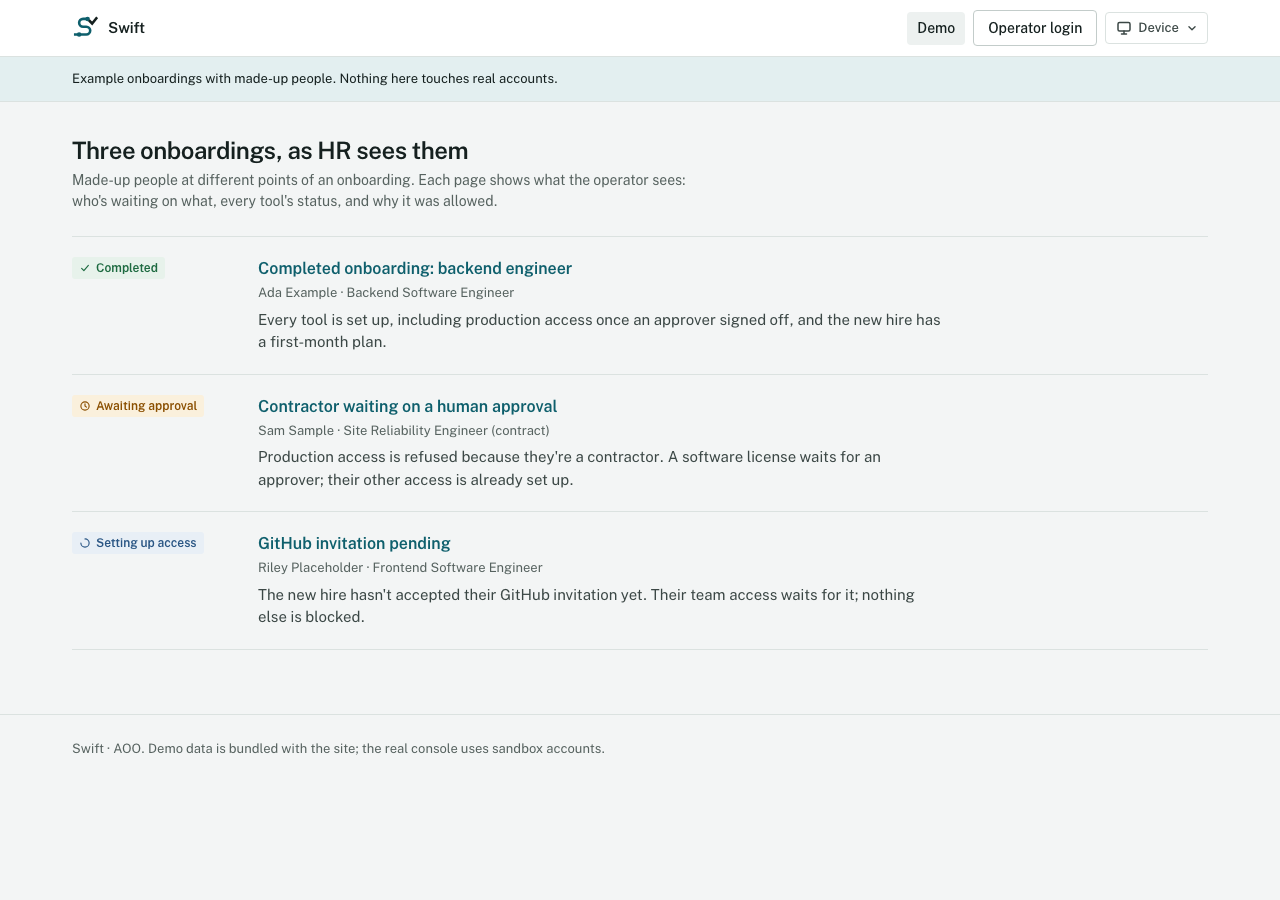 Swift
Demo
Operator login
Device
Example onboardings with made-up people. Nothing here touches real accounts.
Three onboardings, as HR sees them
Made-up people at different points of an onboarding. Each page shows what the operator sees:
who's waiting on what, every tool's status, and why it was allowed.
Completed
Completed onboarding: backend engineer
Ada Example · Backend Software Engineer
Every tool is set up, including production access once an approver signed off, and the new hire has
a first-month plan.
Awaiting approval
Contractor waiting on a human approval
Sam Sample · Site Reliability Engineer (contract)
Production access is refused because they're a contractor. A software license waits for an
approver; their other access is already set up.
Setting up access
GitHub invitation pending
Riley Placeholder · Frontend Software Engineer
The new hire hasn't accepted their GitHub invitation yet. Their team access waits for it; nothing
else is blocked.
Swift · AOO. Demo data is bundled with the site; the real console uses sandbox accounts.